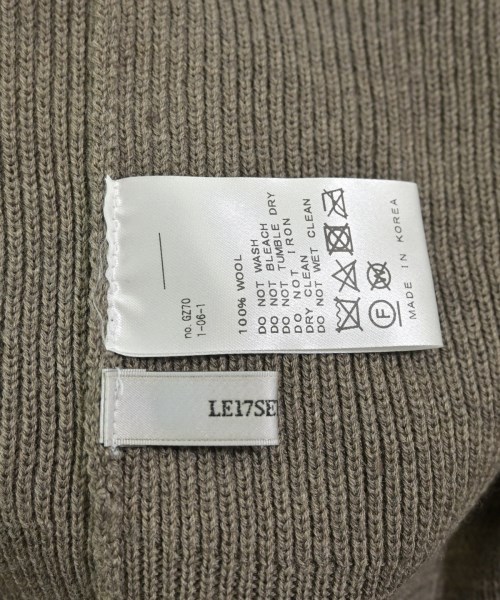 no. GZ70
1-06-1
100% WOOL
DO NOT WASH
DO NOT BLEACH
DO NOT TUMBLE DRY
DO NOT IRON
DRY CLEAN
DO NOT WET CLEAN
F
MADE IN KOREA
LE17SE